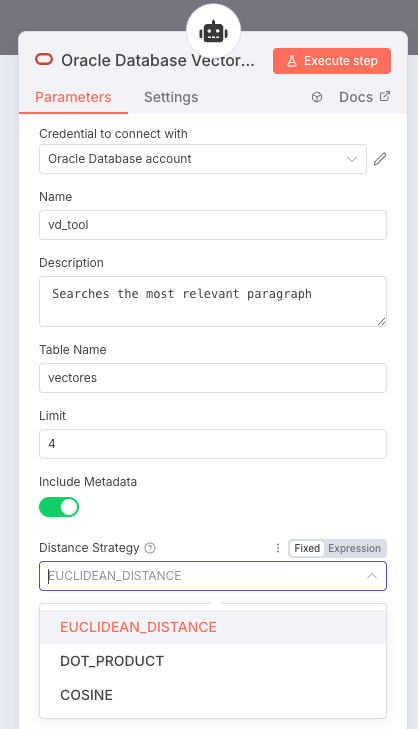 Oracle Database Vector...
Execute step
Parameters
Settings
Docs
Credential to connect with
Oracle Database account
Name
vd_tool
Description
Searches the most relevant paragraph
Table Name
vectores
Limit
4
Include Metadata
Distance Strategy
Fixed
Expression
EUCLIDEAN_DISTANCE
EUCLIDEAN_DISTANCE
DOT_PRODUCT
COSINE